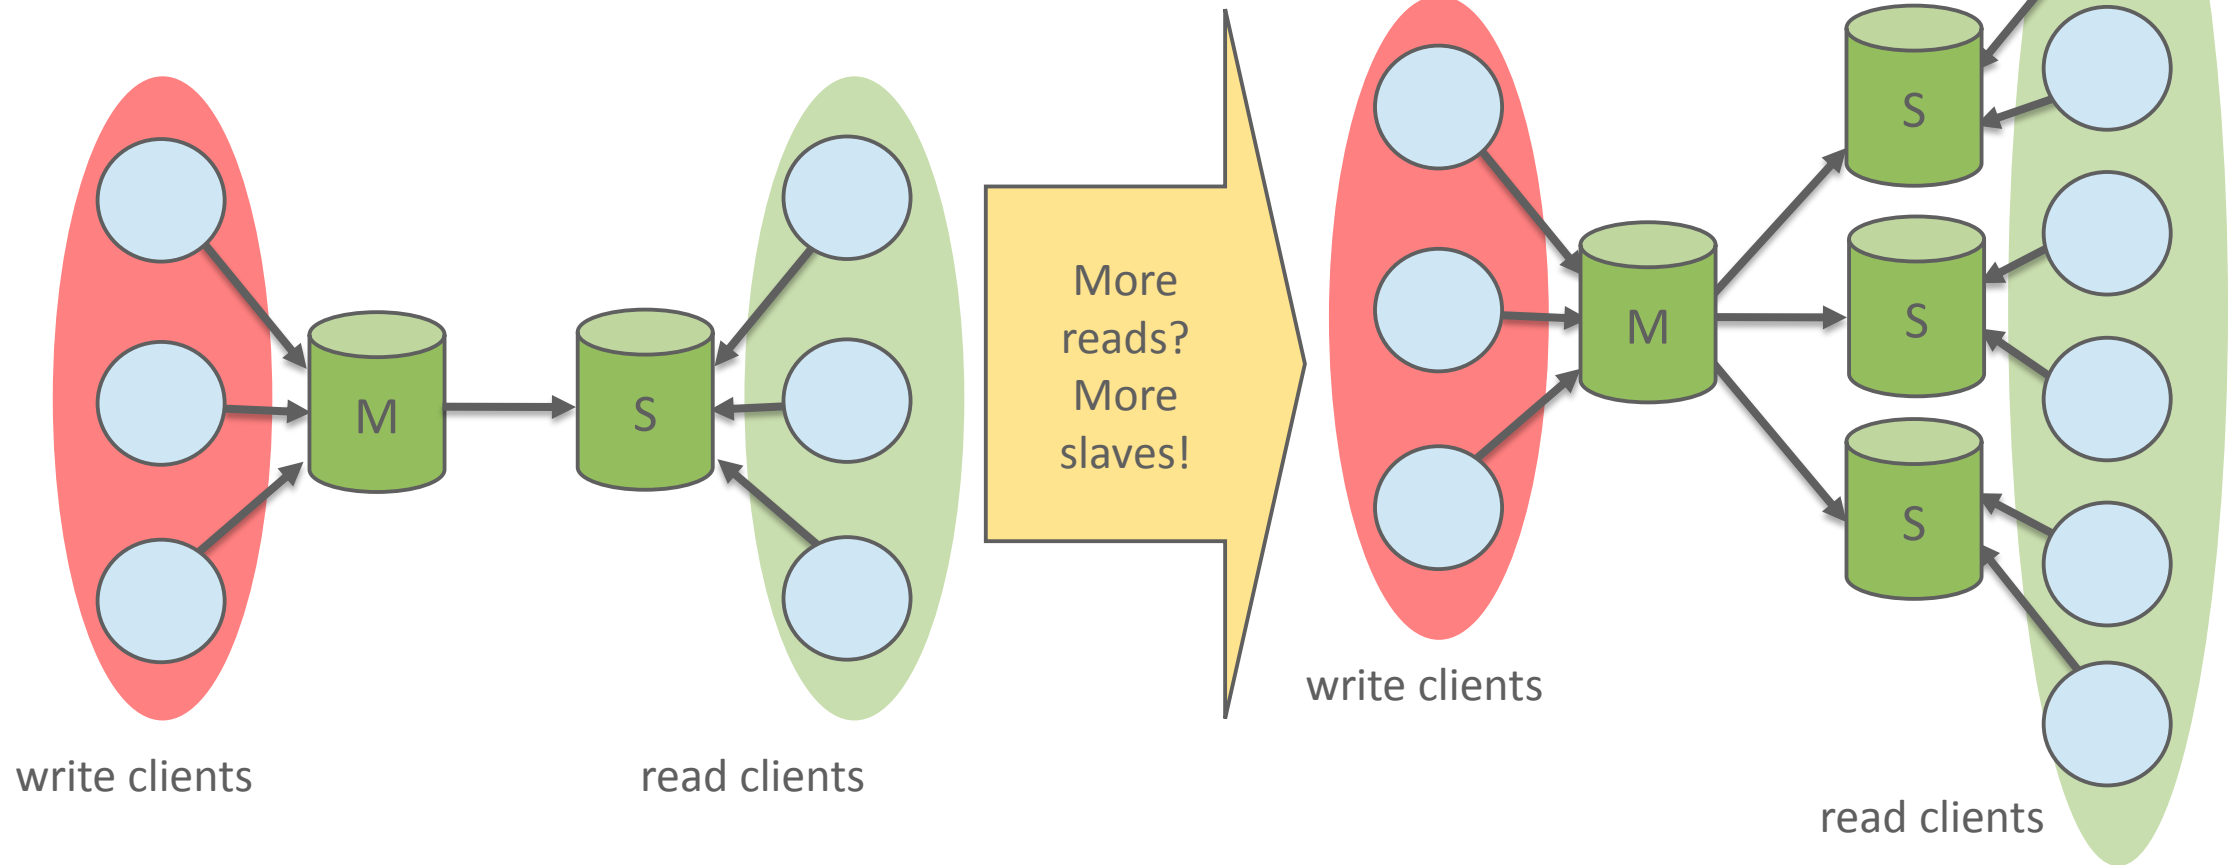 M
S
write clients
read clients
More
reads?
More
slaves!
M
S
S
S
write clients
read clients